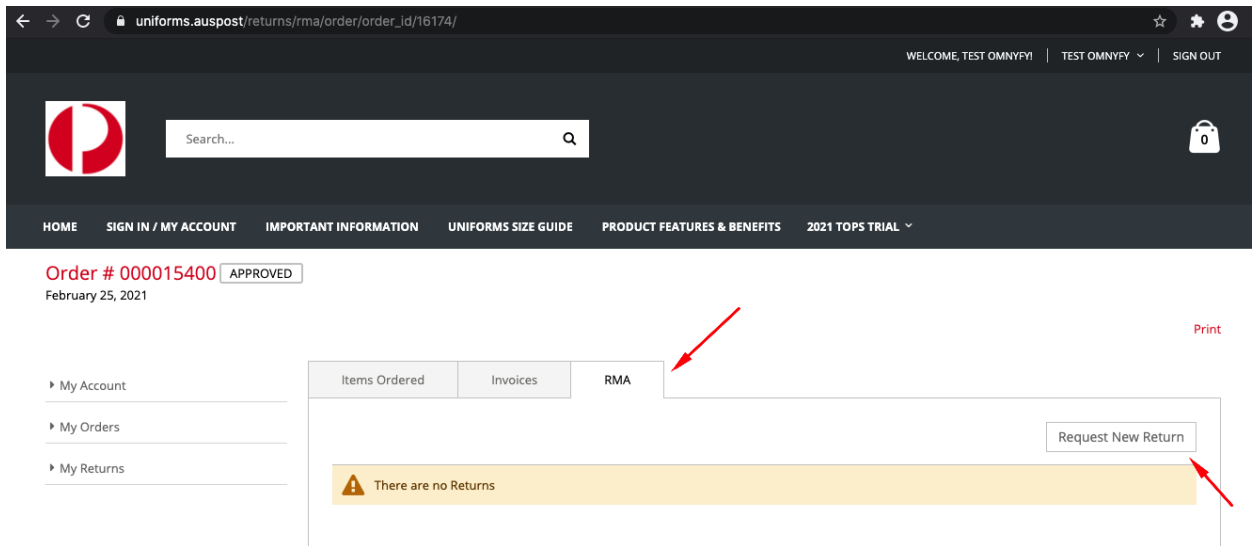 uniforms.auspost/returns/rma/order/order_id/16174/
WELCOME, TEST OMNYFY! TEST OMNYFY SIGN OUT
Search...
0
HOME SIGN IN / MY ACCOUNT IMPORTANT INFORMATION UNIFORMS SIZE GUIDE PRODUCT FEATURES & BENEFITS 2021 TOPS TRIAL
Order # 000015400 APPROVED
February 25, 2021
Print
My Account
My Orders
My Returns
Items Ordered Invoices RMA
Request New Return
There are no Returns